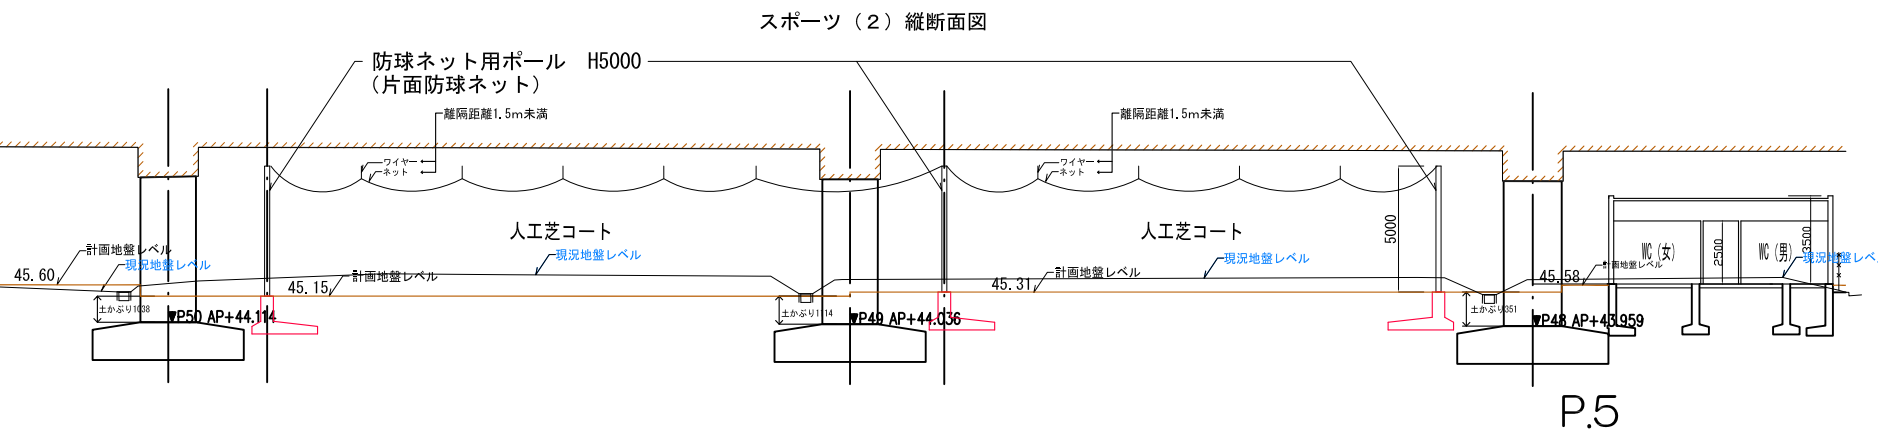 スポーツ（２）縦断面図
防球ネット用ポール　H5000
（片面防球ネット）
離隔距離1.5m未満
離隔距離1.5m未満
ワイヤー
ネット
ワイヤー
ネット
人工芝コート
人工芝コート
5000
WC（女）
2500
WC（男）
3500
計画地盤レベル
現況地盤レベル
45.60
45.15
計画地盤レベル
現況地盤レベル
45.31
計画地盤レベル
現況地盤レベル
45.58
計画地盤レベル
現況地盤レベル
土かぶり1038
P50 AP+44.114
土かぶり1114
P49 AP+44.036
土かぶり351
P48 AP+43.959
P.5